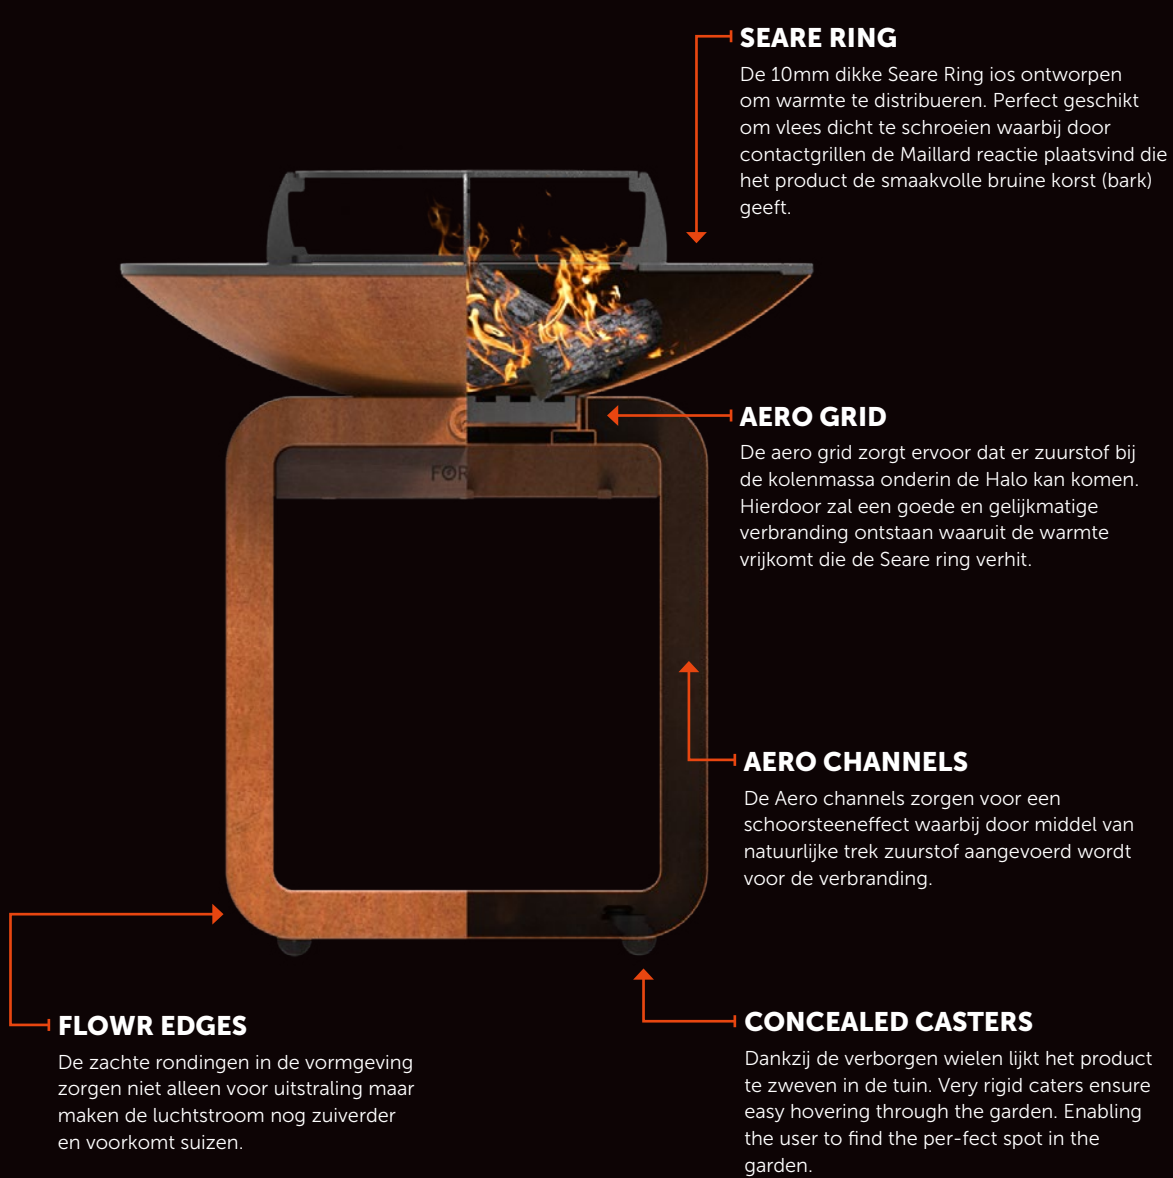 SEARE RING
De 10mm dikke Seare Ring ios ontworpen
om warmte te distribueren. Perfect geschikt
om vlees dicht te schroeien waarbij door
contactgrillen de Maillard reactie plaatsvind die
het product de smaakvolle bruine korst (bark)
geeft.
AERO GRID
De aero grid zorgt ervoor dat er zuurstof bij
de kolenmassa onderin de Halo kan komen.
Hierdoor zal een goede en gelijkmatige
verbranding ontstaan waaruit de warmte
vrijkomt die de Seare ring verhit.
FØR
AERO CHANNELS
De Aero channels zorgen voor een
schoorsteeneffect waarbij door middel van
natuurlijke trek zuurstof aangevoerd wordt
voor de verbranding.
FLOWR EDGES
De zachte rondingen in de vormgeving
zorgen niet alleen voor uitstraling maar
maken de luchtstroom nog zuiverder
en voorkomt suizen.
CONCEALED CASTERS
Dankzij de verborgen wielen lijkt het product
te zweven in de tuin. Very rigid caters ensure
easy hovering through the garden. Enabling
the user to find the per-fect spot in the
garden.